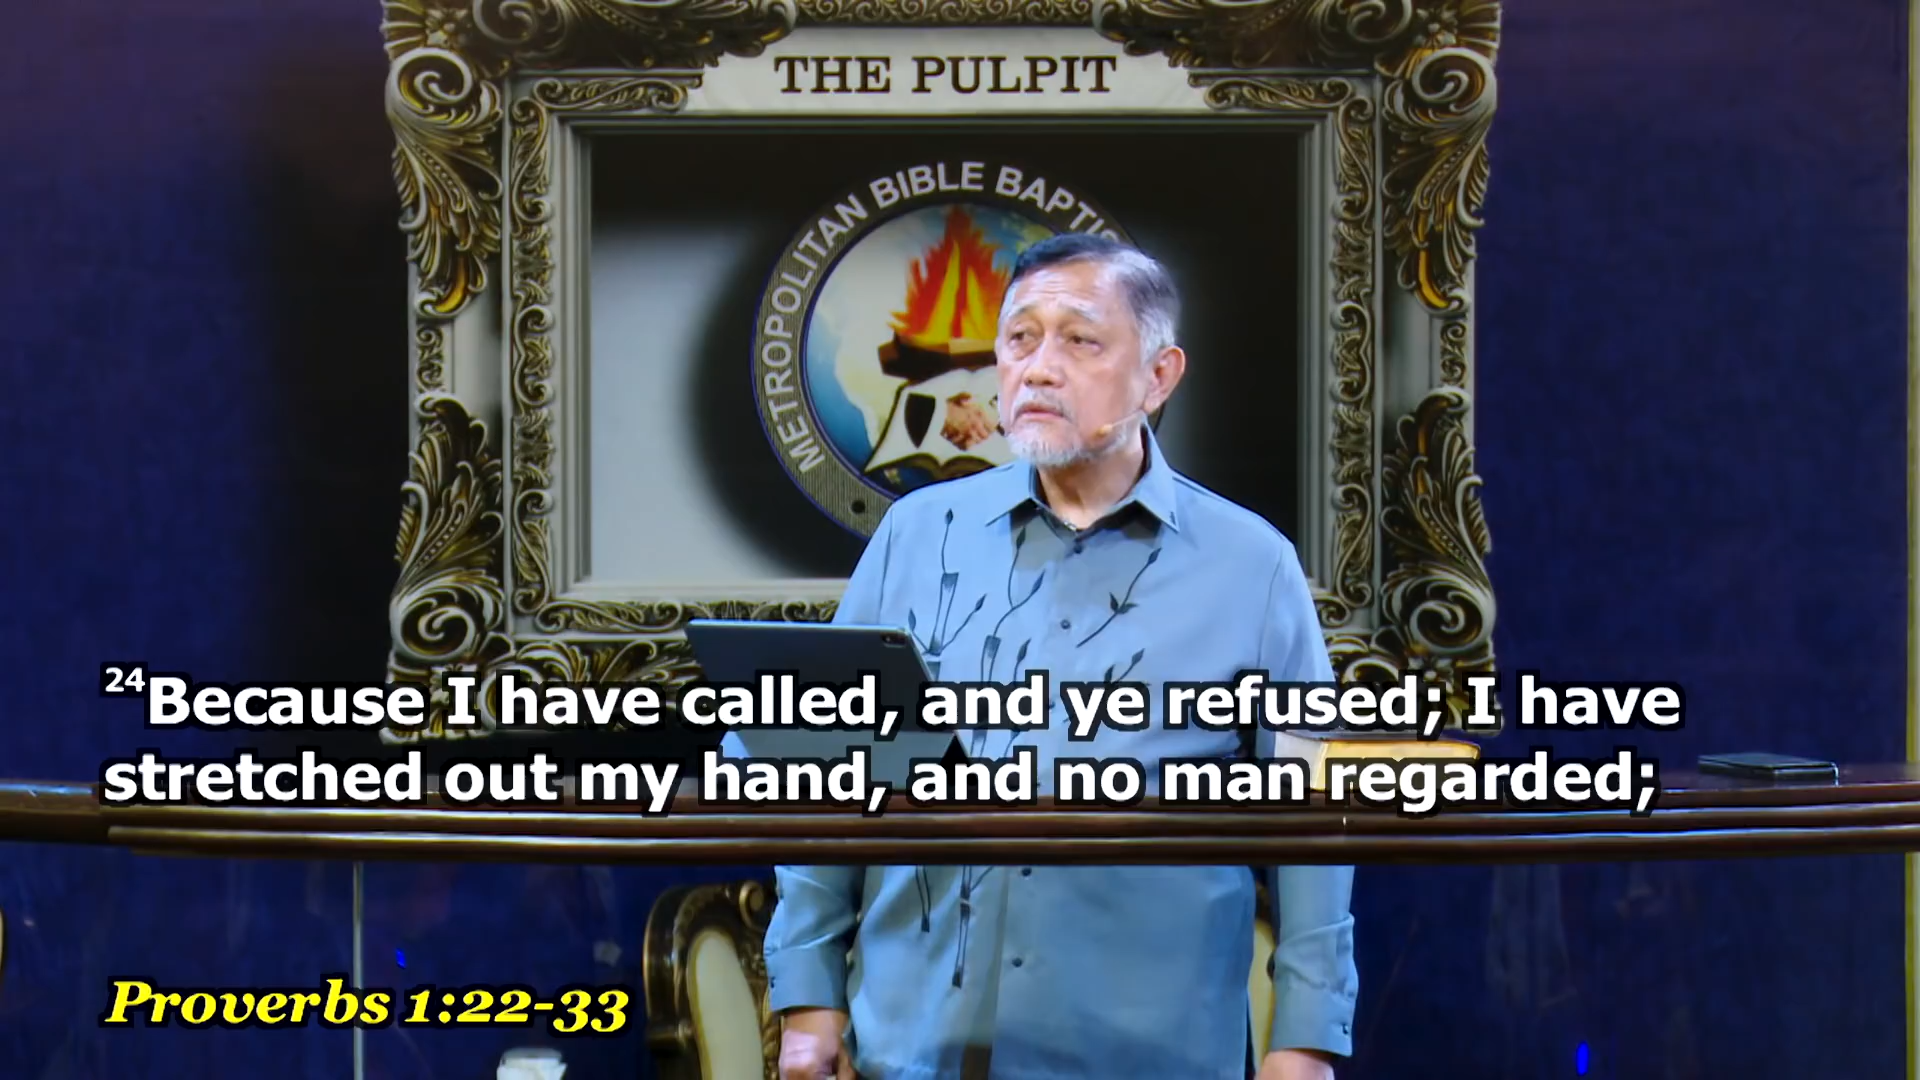 THE PULPIT
METROPOLITAN BIBLE BAPTIS
24Because I have called, and ye refused; I have
stretched out my hand, and no man regarded;
Proverbs 1:22-33